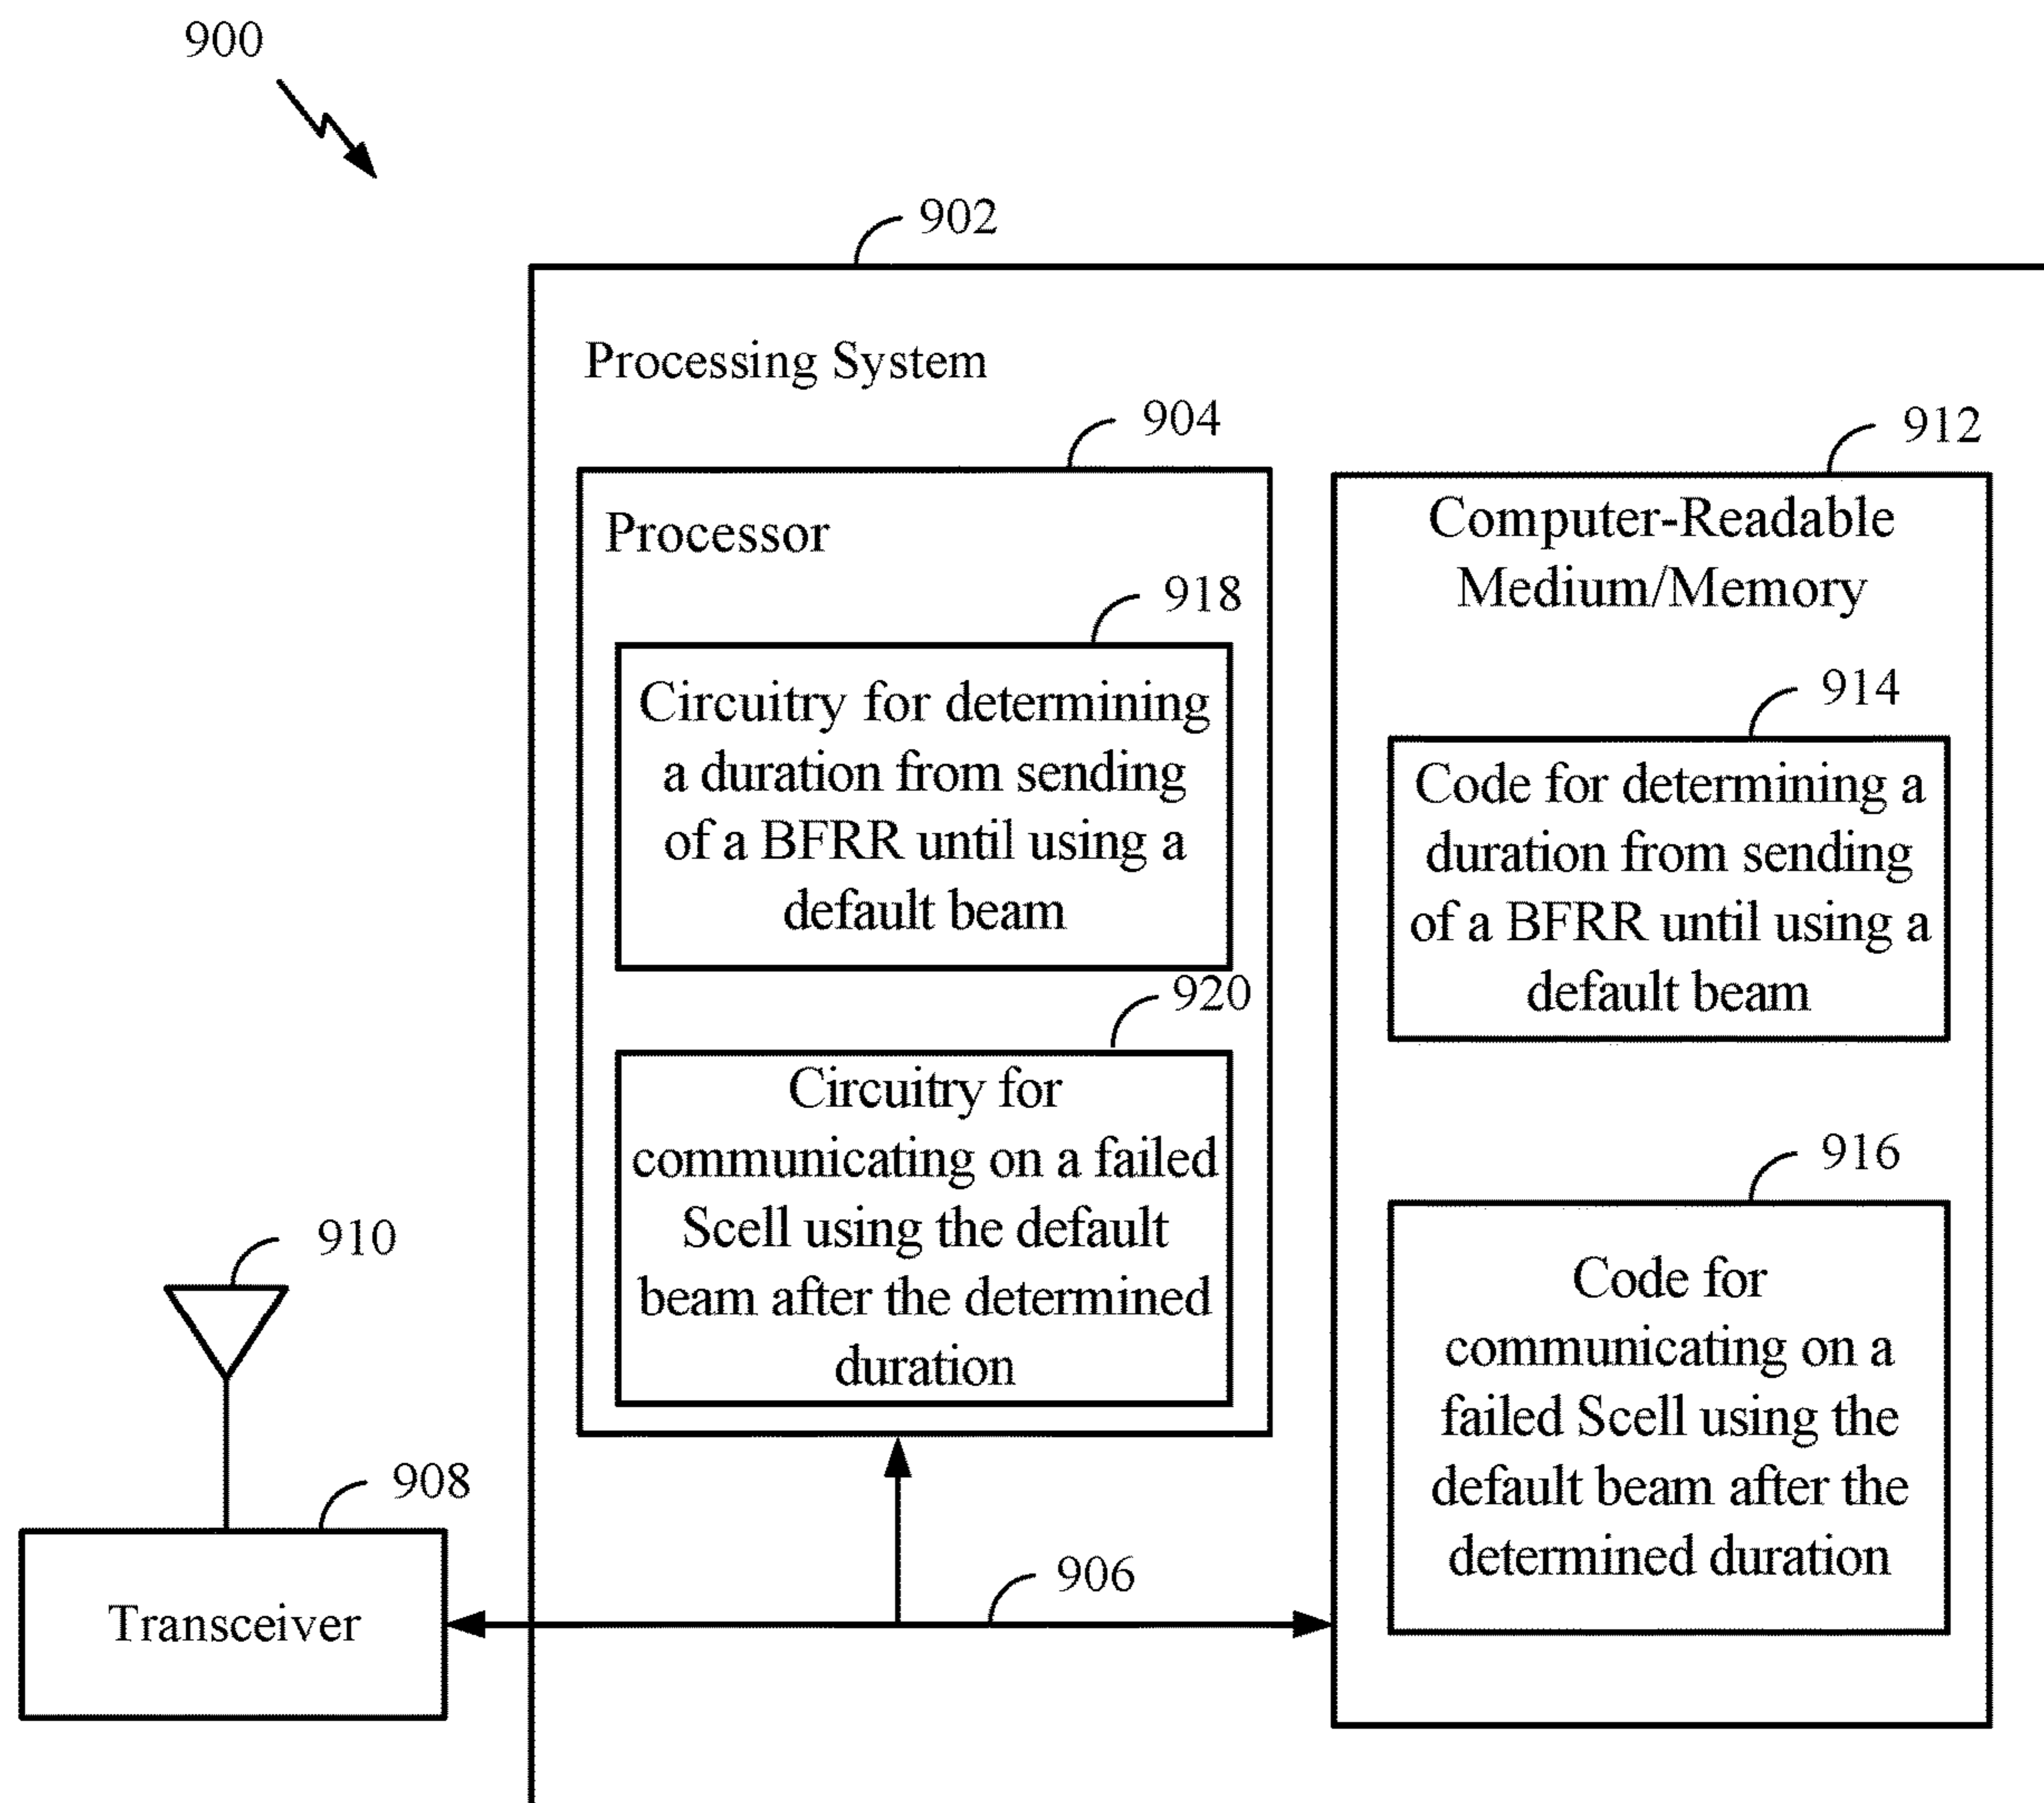 900
902
Processing System
904
Processor
918
Circuitry for determining
a duration from sending
of a BFRR until using a
default beam
920
Circuitry for
communicating on a failed
Scell using the default
beam after the determined
duration
912
Computer-Readable
Medium/Memory
914
Code for determining a
duration from sending
of a BFRR until using a
default beam
916
Code for
communicating on a
failed Scell using the
default beam after the
determined duration
910
908
Transceiver
906